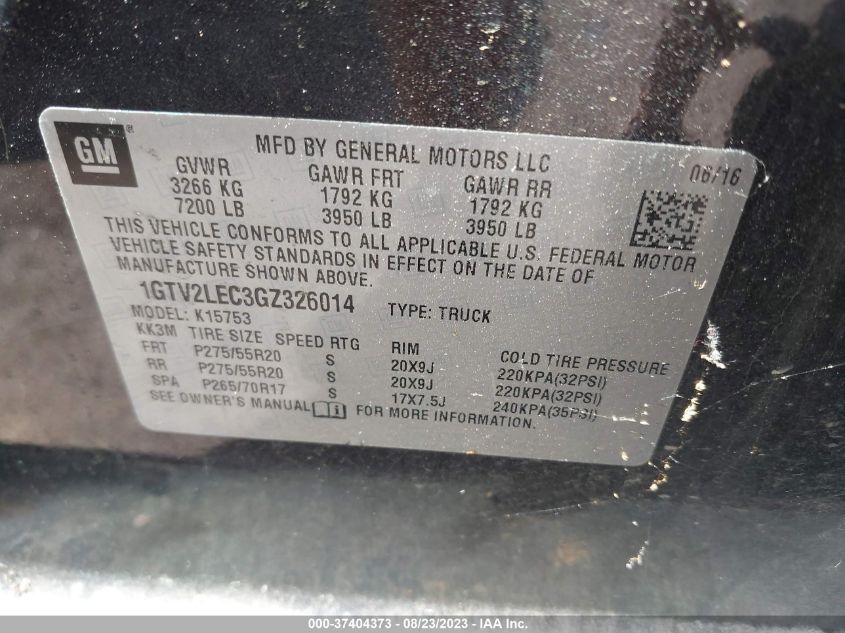 GM ®
MFD BY GENERAL MOTORS LLC 06/16
GVWR GAWR FRT GAWR RR
3266 KG 1792 KG 1792 KG
7200 LB 3950 LB 3950 LB
THIS VEHICLE CONFORMS TO ALL APPLICABLE U.S. FEDERAL MOTOR
VEHICLE SAFETY STANDARDS IN EFFECT ON THE DATE OF
MANUFACTURE SHOWN ABOVE.
1GTV2LEC3GZ326014 TYPE: TRUCK
MODEL: K15753
KK3M TIRE SIZE SPEED RTG RIM COLD TIRE PRESSURE
FRT P275/55R20 S 20X9J 220KPA(32PSI)
RR P275/55R20 S 20X9J 220KPA(32PSI)
SPA P265/70R17 S 17X7.5J 240KPA(35PSI)
SEE OWNER'S MANUAL FOR MORE INFORMATION.
000-37404373 - 08/23/2023 - IAA Inc.